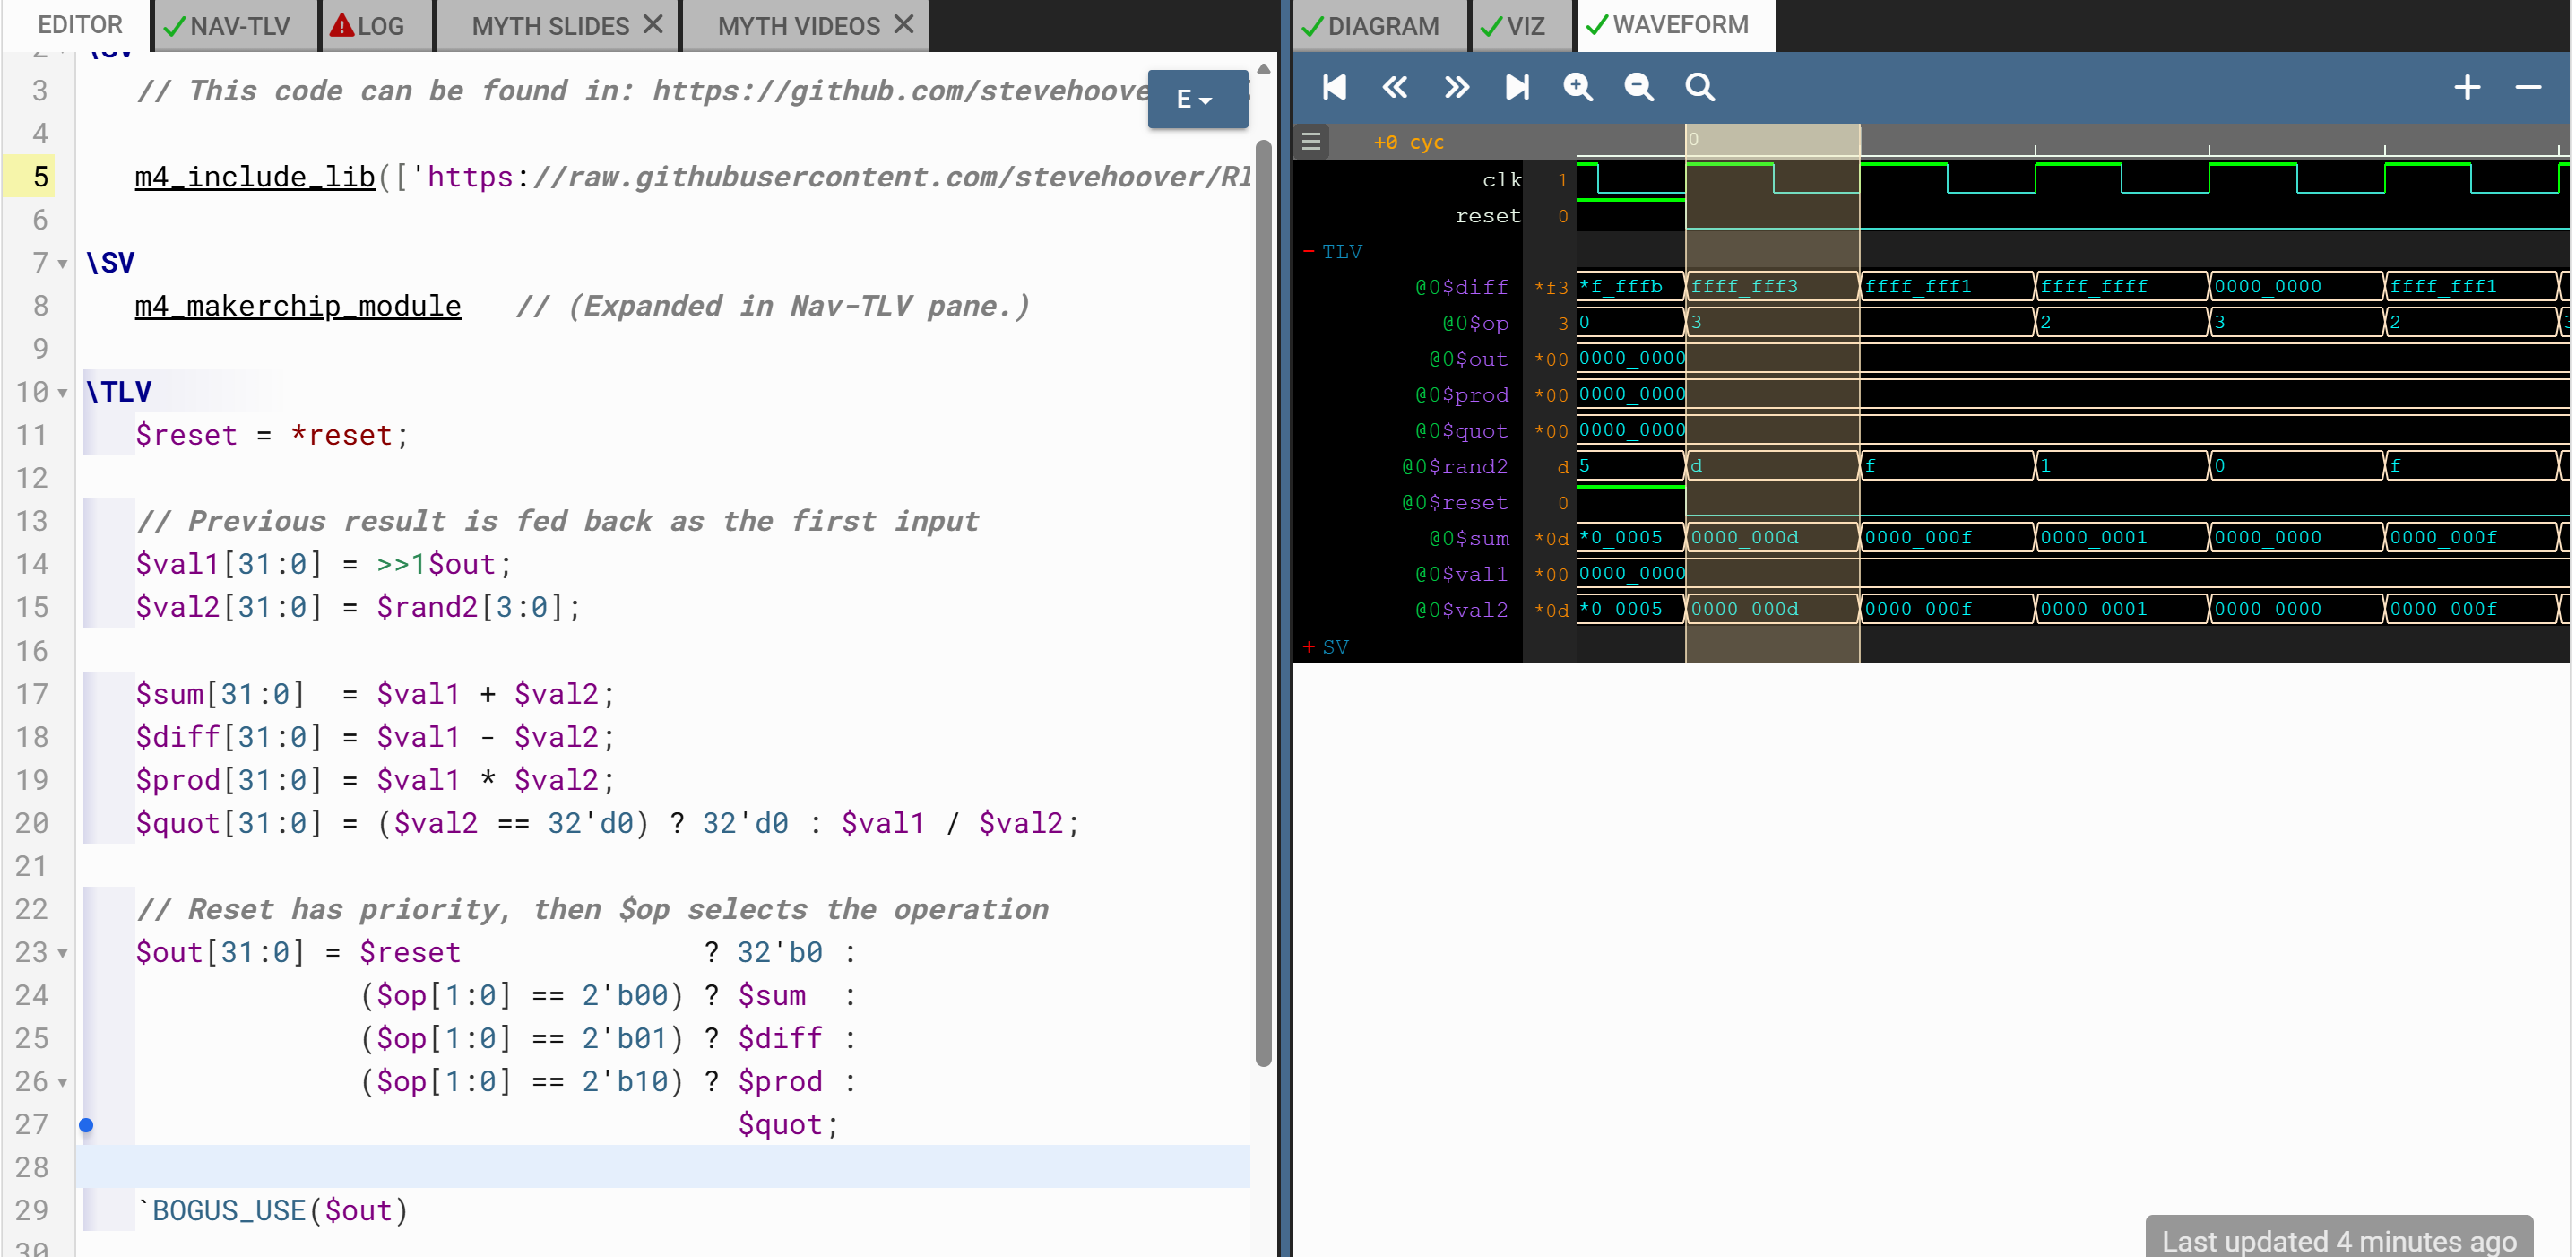 EDITOR NAV-TLV LOG MYTH SLIDES MYTH VIDEOS
3 // This code can be found in: https://github.com/stevehoove
E
4
5 m4_include_lib(['https://raw.githubusercontent.com/stevehoover/RI
6
7 \SV
8 m4_makerchip_module // (Expanded in Nav-TLV pane.)
9
10 \TLV
11 $reset = *reset;
12
13 // Previous result is fed back as the first input
14 $val1[31:0] = >>1$out;
15 $val2[31:0] = $rand2[3:0];
16
17 $sum[31:0]  = $val1 + $val2;
18 $diff[31:0] = $val1 - $val2;
19 $prod[31:0] = $val1 * $val2;
20 $quot[31:0] = ($val2 == 32'd0) ? 32'd0 : $val1 / $val2;
21
22 // Reset has priority, then $op selects the operation
23 $out[31:0] = $reset ? 32'b0 :
24 ($op[1:0] == 2'b00) ? $sum :
25 ($op[1:0] == 2'b01) ? $diff :
26 ($op[1:0] == 2'b10) ? $prod :
27 $quot;
28
29 `BOGUS_USE($out)
30
DIAGRAM VIZ WAVEFORM
+0 cyc 0
clk 1
reset 0
− TLV
@0$diff *f3 *f_fffb ffff_fff3 ffff_fff1 ffff_ffff 0000_0000 ffff_fff1
@0$op 3 0 3 2 3 2 3
@0$out *00 0000_0000
@0$prod *00 0000_0000
@0$quot *00 0000_0000
@0$rand2 d 5 d f 1 0 f
@0$reset 0
@0$sum *0d *0_0005 0000_000d 0000_000f 0000_0001 0000_0000 0000_000f
@0$val1 *00 0000_0000
@0$val2 *0d *0_0005 0000_000d 0000_000f 0000_0001 0000_0000 0000_000f
+ SV
Last updated 4 minutes ago